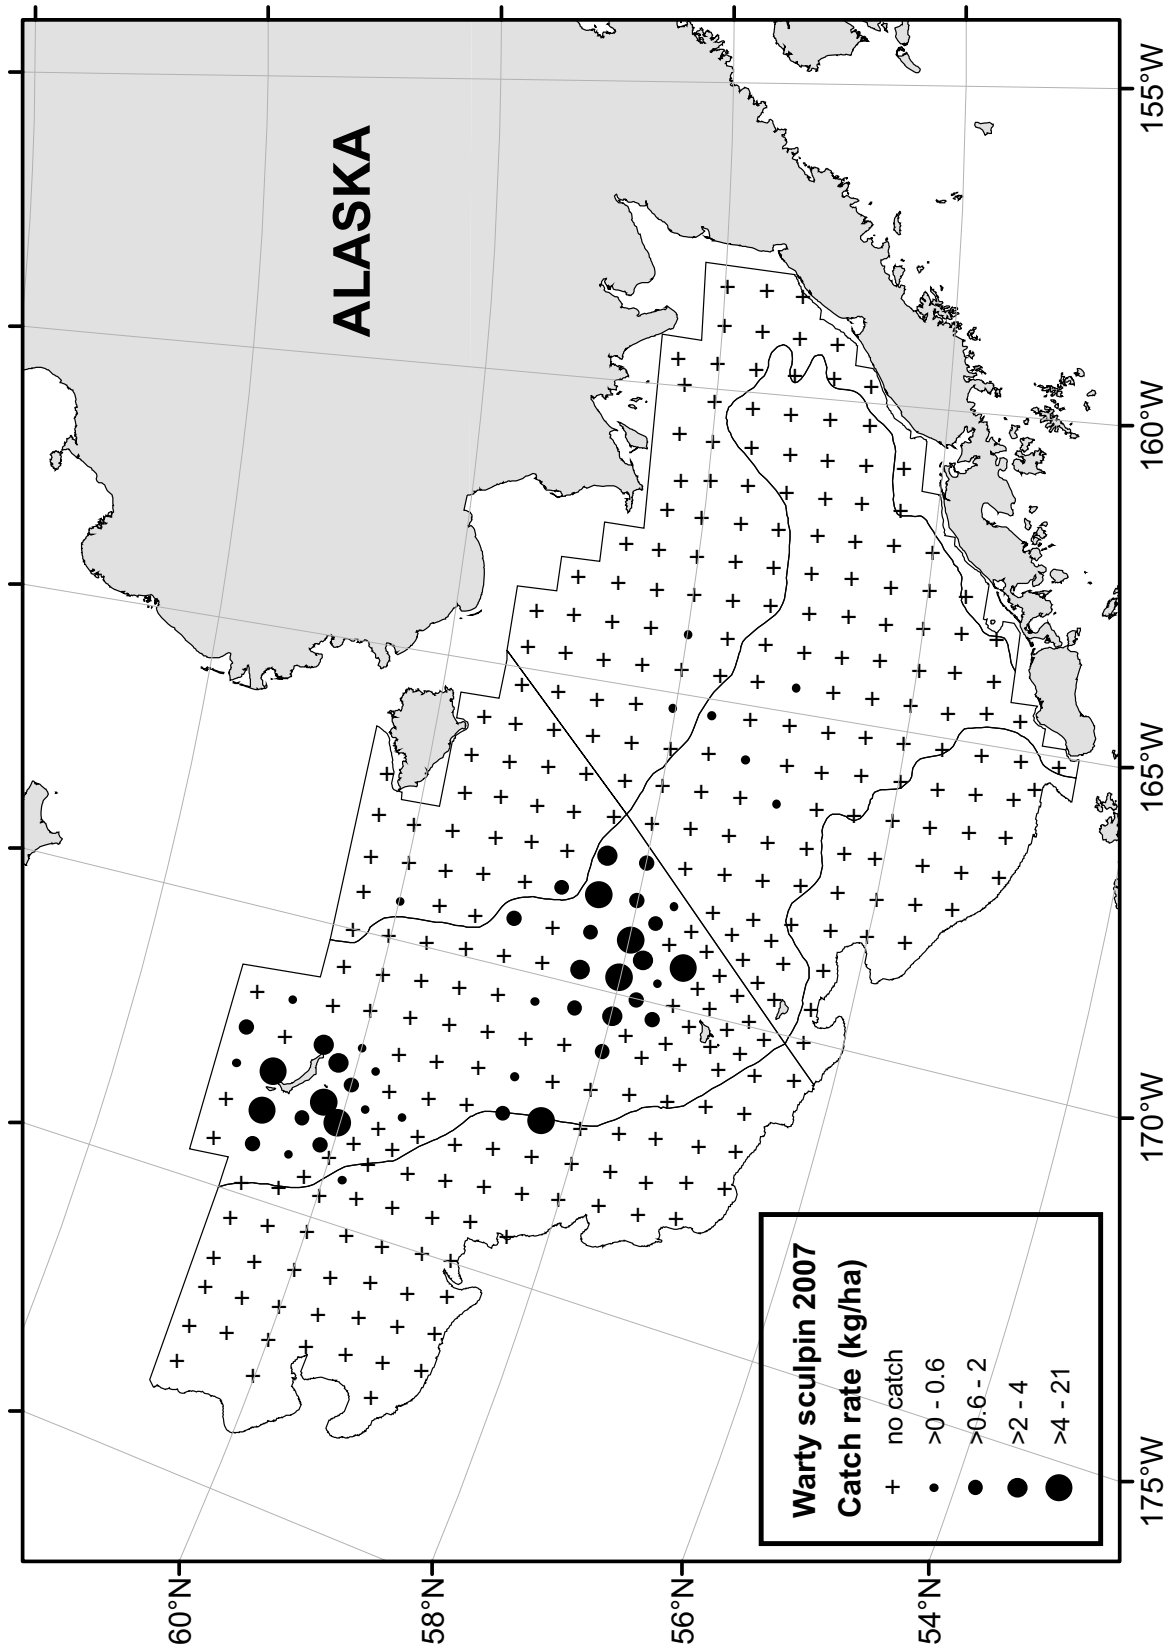 ALASKA
60°N
58°N
56°N
54°N
175°W
170°W
165°W
160°W
155°W
Warty sculpin 2007
Catch rate (kg/ha)
+ no catch
>0 - 0.6
>0.6 - 2
>2 - 4
>4 - 21